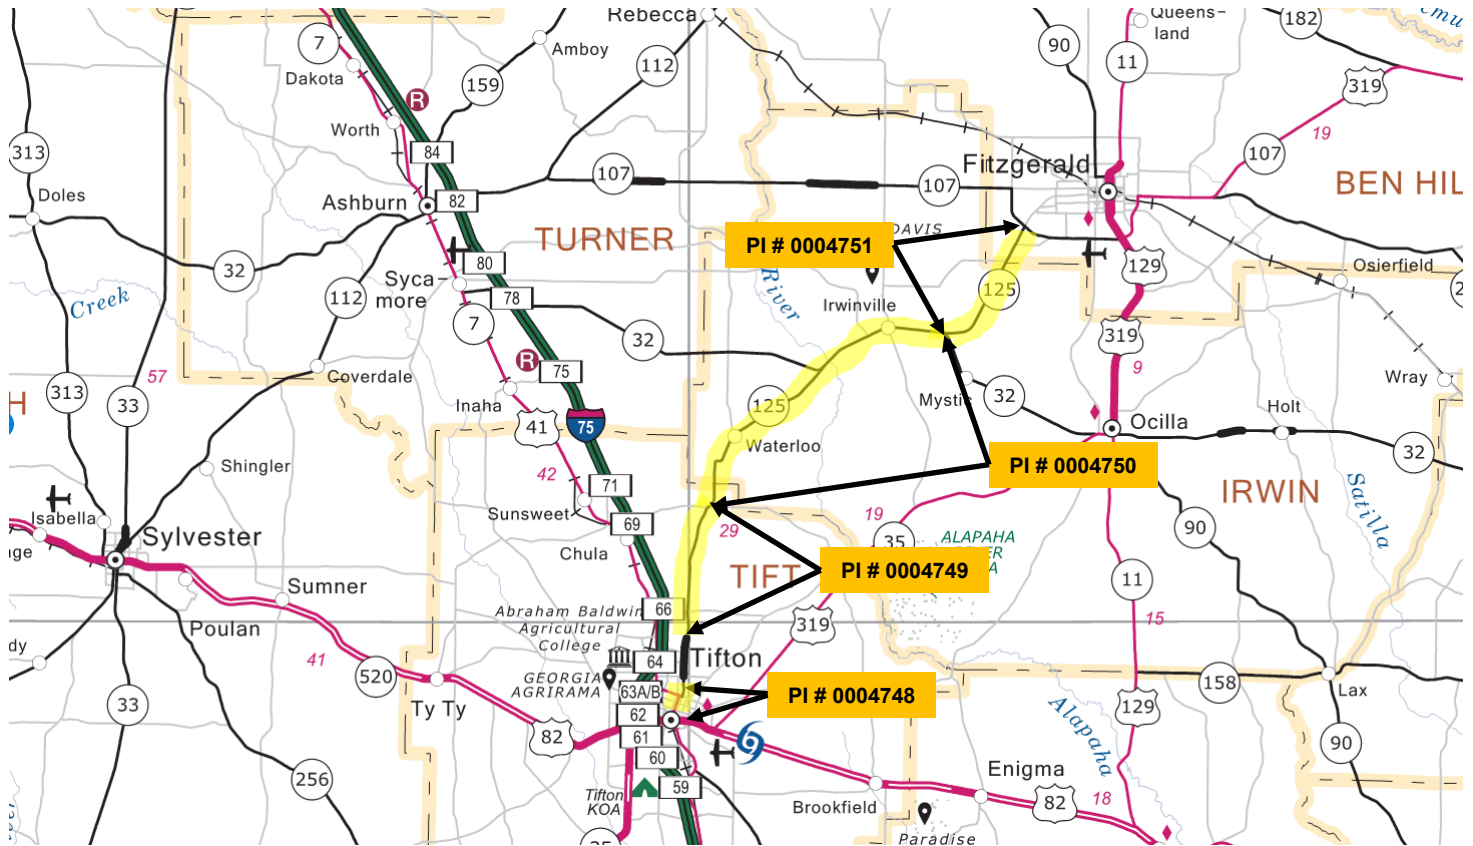 Rebecca
Queens-
land
182
7
Amboy
90
11
112
Dakota
159
319
R
19
Worth
313
84
107
Fitzgerald
107
107
BEN HIL
Doles
Ashburn
82
TURNER
DAVIS
PI # 0004751
80
32
River
129
Osierfield
Syca-
more
78
125
Creek
112
Irwinville
7
32
319
R
75
57
Coverdale
9
Wray
313
33
H
Inaha
125
Mystic
32
Holt
41
75
Ocilla
Waterloo
32
Shingler
42
PI # 0004750
71
IRWIN
Satilla
Isabella
Sunsweet
19
69
29
90
Sylvester
Chula
35
ALAPAHA
TIFT
PI # 0004749
11
Sumner
66
Abraham Baldwin
Agricultural
College
319
15
Poulan
41
64
Tifton
520
GEORGIA
AGRIRAMA
63A/B
158
Lax
PI # 0004748
33
Ty Ty
62
129
Alapaha
82
61
90
60
Enigma
256
59
Tifton
KOA
Brookfield
82
18
Paradise